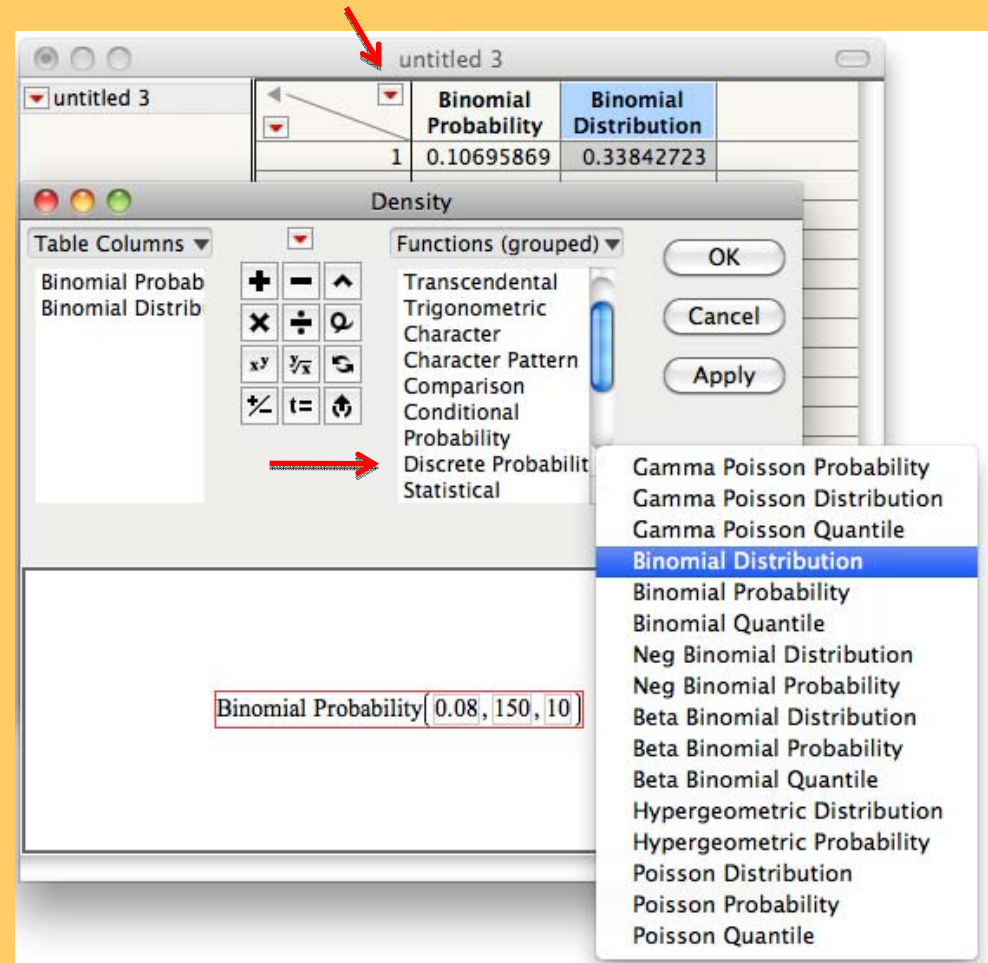 untitled 3
untitled 3
Binomial Probability
Binomial Distribution
1 0.10695869 0.33842723
Density
Table Columns
Binomial Probab
Binomial Distrib
+ − ^
× ÷
xʸ ʸ√x
+/− t=
Functions (grouped)
Transcendental
Trigonometric
Character
Character Pattern
Comparison
Conditional
Probability
Discrete Probabilit
Statistical
OK
Cancel
Apply
Gamma Poisson Probability
Gamma Poisson Distribution
Gamma Poisson Quantile
Binomial Distribution
Binomial Probability
Binomial Quantile
Neg Binomial Distribution
Neg Binomial Probability
Beta Binomial Distribution
Beta Binomial Probability
Beta Binomial Quantile
Hypergeometric Distribution
Hypergeometric Probability
Poisson Distribution
Poisson Probability
Poisson Quantile
Binomial Probability(0.08, 150, 10)